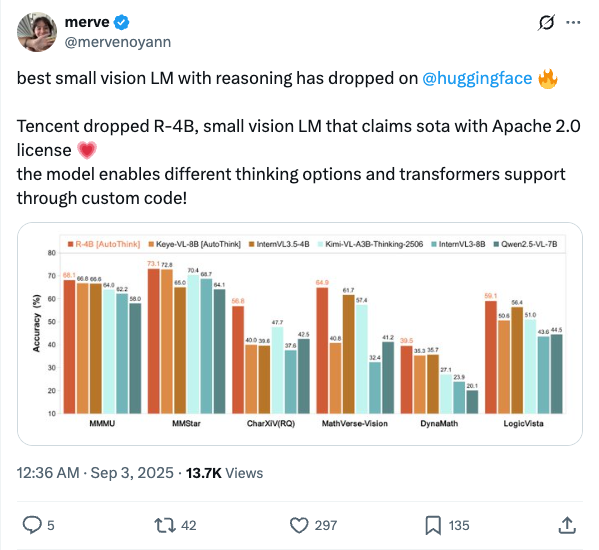 merve
@mervenoyann
best small vision LM with reasoning has dropped on @huggingface 🔥
Tencent dropped R-4B, small vision LM that claims sota with Apache 2.0
license 💗
the model enables different thinking options and transformers support
through custom code!
R-4B [AutoThink] Keye-VL-8B [AutoThink] InternVL3.5-4B Kimi-VL-A3B-Thinking-2506 InternVL3-8B Qwen2.5-VL-7B
Accuracy (%)
80
70
60
50
40
30
20
10
68.1 66.8 66.6 64.0 62.2 58.0
73.1 72.8 65.0 70.4 68.7 64.1
56.8 40.0 39.6 47.7 37.6 42.5
64.9 40.8 61.7 57.4 32.4 41.2
39.5 35.3 35.7 27.1 23.9 20.1
59.1 50.6 56.4 51.0 43.6 44.5
MMMU MMStar CharXiV(RQ) MathVerse-Vision DynaMath LogicVista
12:36 AM · Sep 3, 2025 · 13.7K Views
5 42 297 135